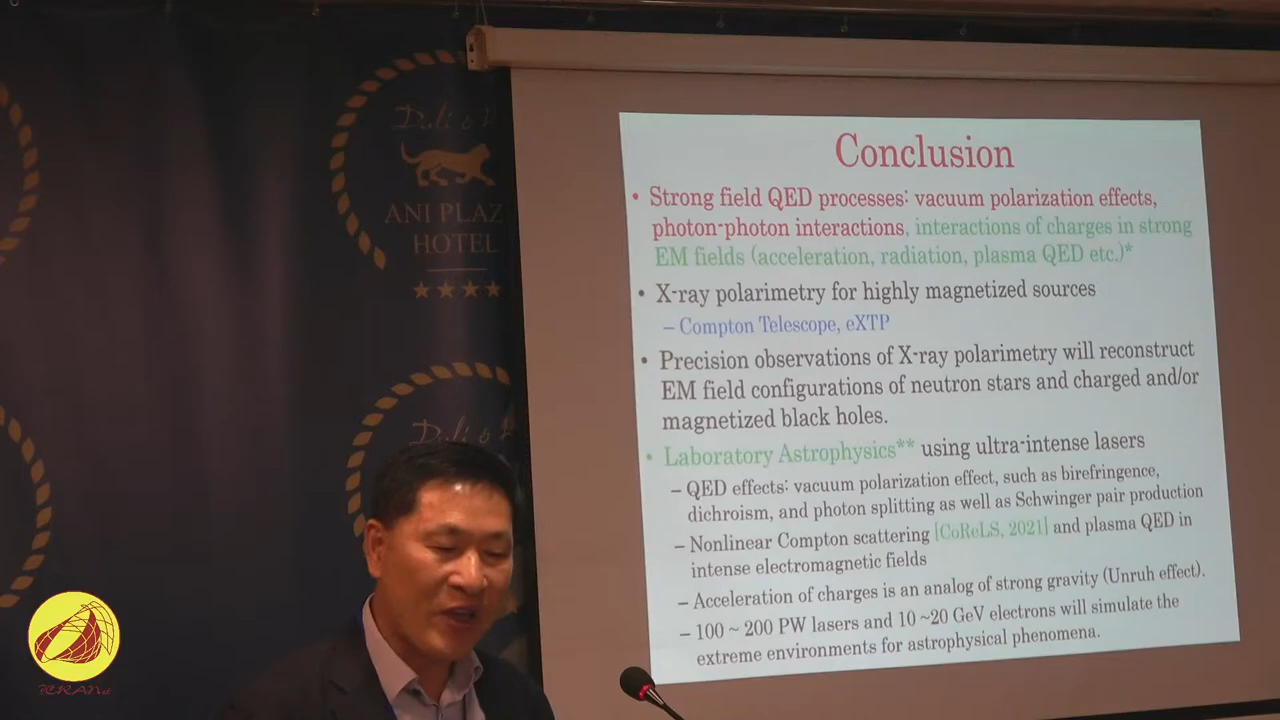 ANI PLAZ
HOTEL
Conclusion
• Strong field QED processes: vacuum polarization effects,
photon-photon interactions, interactions of charges in strong
EM fields (acceleration, radiation, plasma QED etc.)*
• X-ray polarimetry for highly magnetized sources
– Compton Telescope, eXTP
• Precision observations of X-ray polarimetry will reconstruct
EM field configurations of neutron stars and charged and/or
magnetized black holes.
• Laboratory Astrophysics** using ultra-intense lasers
– QED effects: vacuum polarization effect, such as birefringence,
dichroism, and photon splitting as well as Schwinger pair production
– Nonlinear Compton scattering [CoReLS, 2021] and plasma QED in
intense electromagnetic fields
– Acceleration of charges is an analog of strong gravity (Unruh effect).
– 100 ~ 200 PW lasers and 10 ~20 GeV electrons will simulate the
extreme environments for astrophysical phenomena.
ICRANet